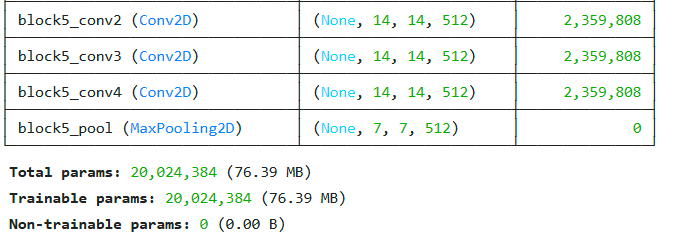 block5_conv2 (Conv2D) (None, 14, 14, 512) 2,359,808
block5_conv3 (Conv2D) (None, 14, 14, 512) 2,359,808
block5_conv4 (Conv2D) (None, 14, 14, 512) 2,359,808
block5_pool (MaxPooling2D) (None, 7, 7, 512) 0
Total params: 20,024,384 (76.39 MB)
Trainable params: 20,024,384 (76.39 MB)
Non-trainable params: 0 (0.00 B)